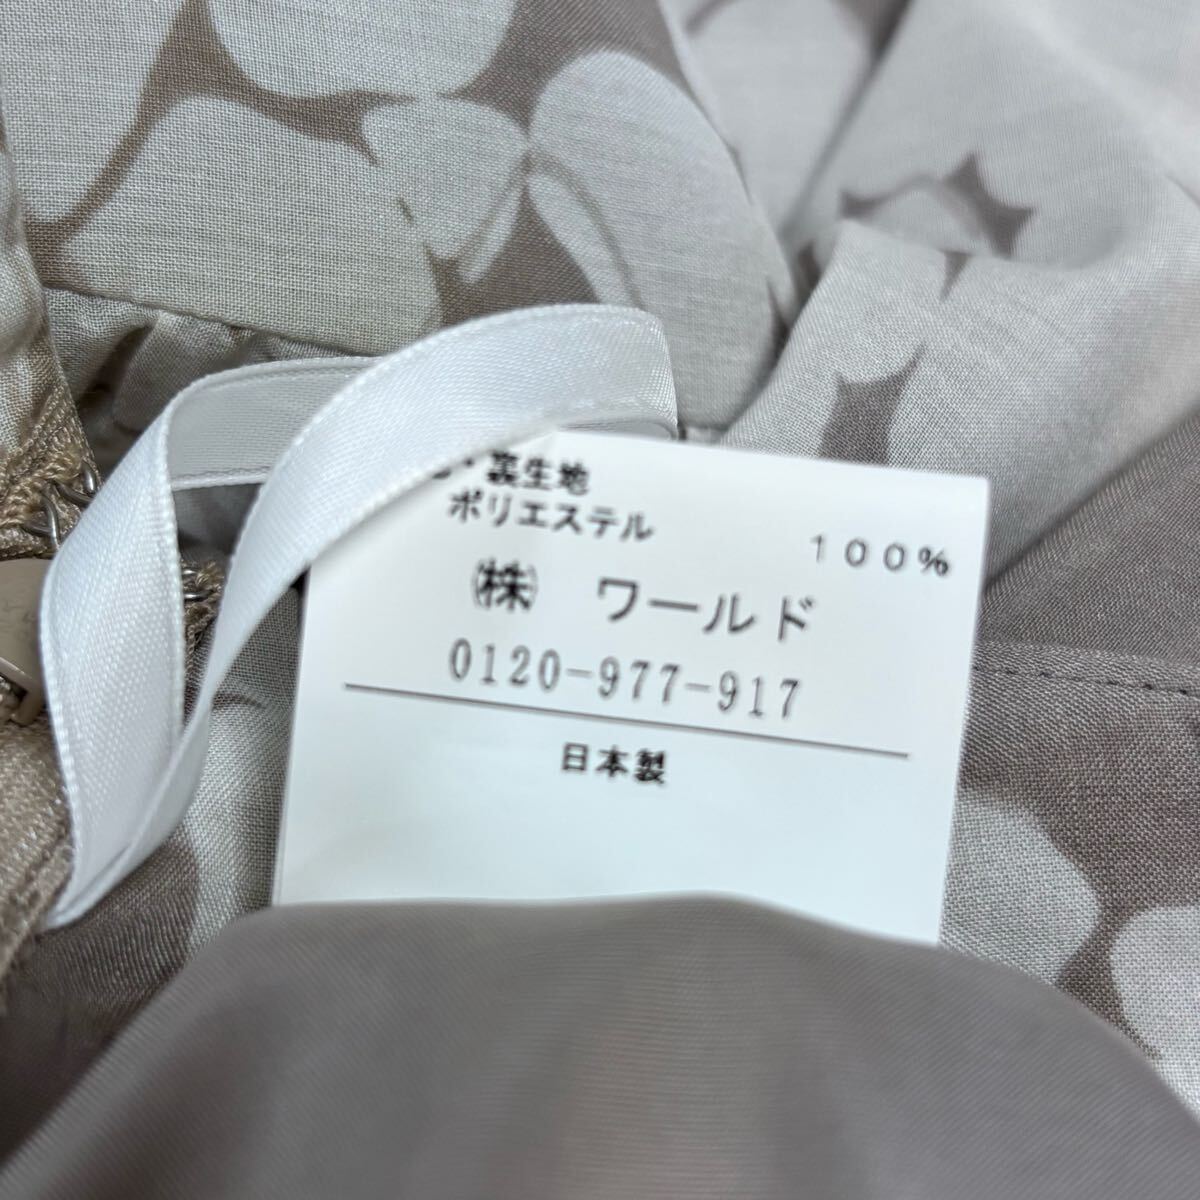 ・裏生地
ポリエステル 100%
㈱ ワールド
0120-977-917
日本製